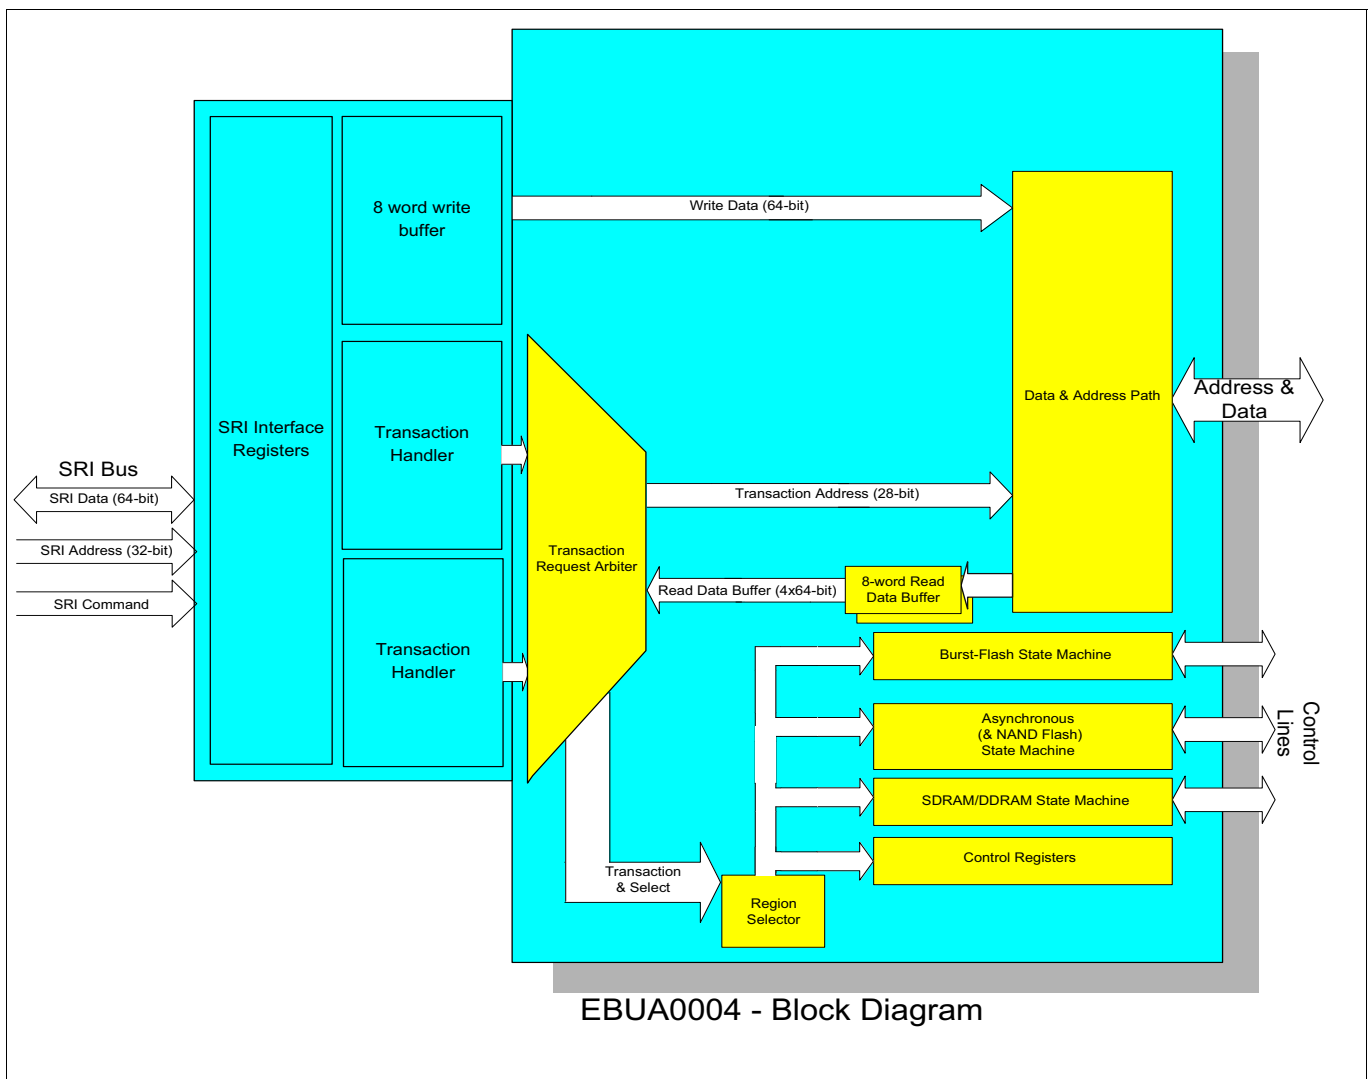 8 word write
buffer
Write Data (64-bit)
SRI Interface
Registers
Transaction
Handler
Data & Address Path
Address &
Data
SRI Bus
SRI Data (64-bit)
SRI Address (32-bit)
SRI Command
Transaction Address (28-bit)
Transaction
Request Arbiter
Read Data Buffer (4x64-bit)
8-word Read
Data Buffer
Transaction
Handler
Burst-Flash State Machine
Asynchronous
(& NAND Flash)
State Machine
SDRAM/DDRAM State Machine
Control Registers
Control
Lines
Transaction
& Select
Region
Selector
EBUA0004 - Block Diagram